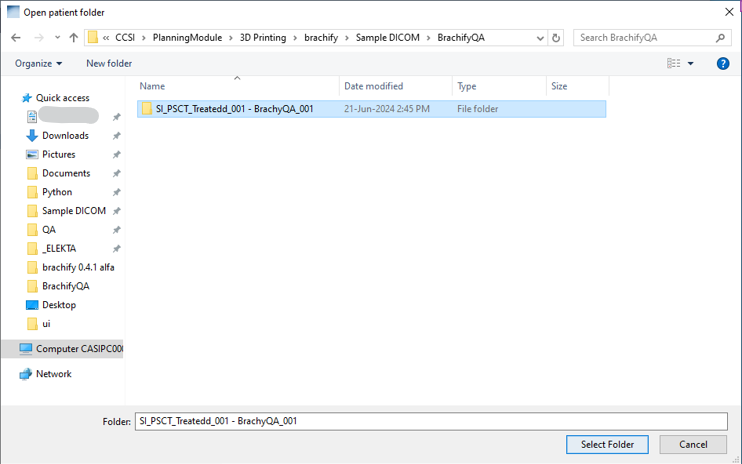 Open patient folder
« CCSI > PlanningModule > 3D Printing > brachify > Sample DICOM > BrachifyQA
Search BrachifyQA
Organize
New folder
?
Name
Date modified
Type
Size
SI_PSCT_Treatedd_001 - BrachyQA_001
21-Jun-2024 2:45 PM
File folder
Quick access
Downloads
Pictures
Documents
Python
Sample DICOM
QA
_ELEKTA
brachify 0.4.1 alfa
BrachifyQA
Desktop
ui
Computer CASIPC000
Network
Folder:
SI_PSCT_Treatedd_001 - BrachyQA_001
Select Folder
Cancel